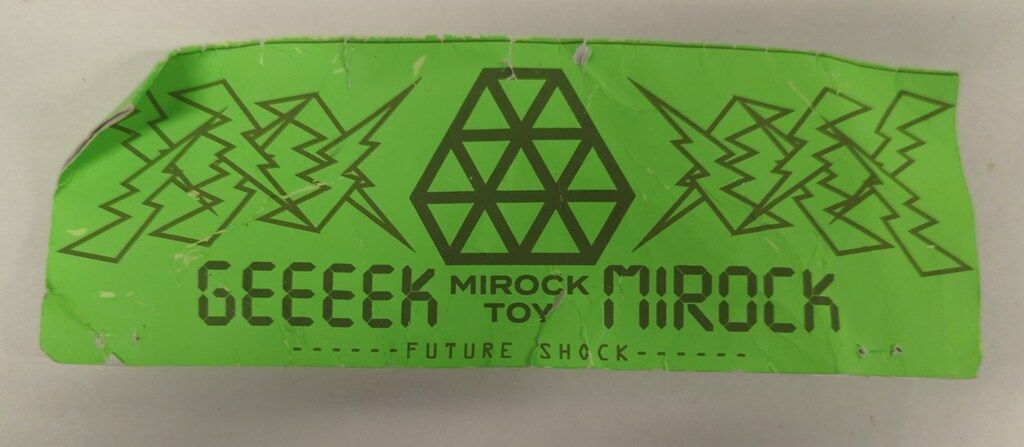 GEEEEK MIROCK TOY MIROCK
------FUTURE SHOCK------